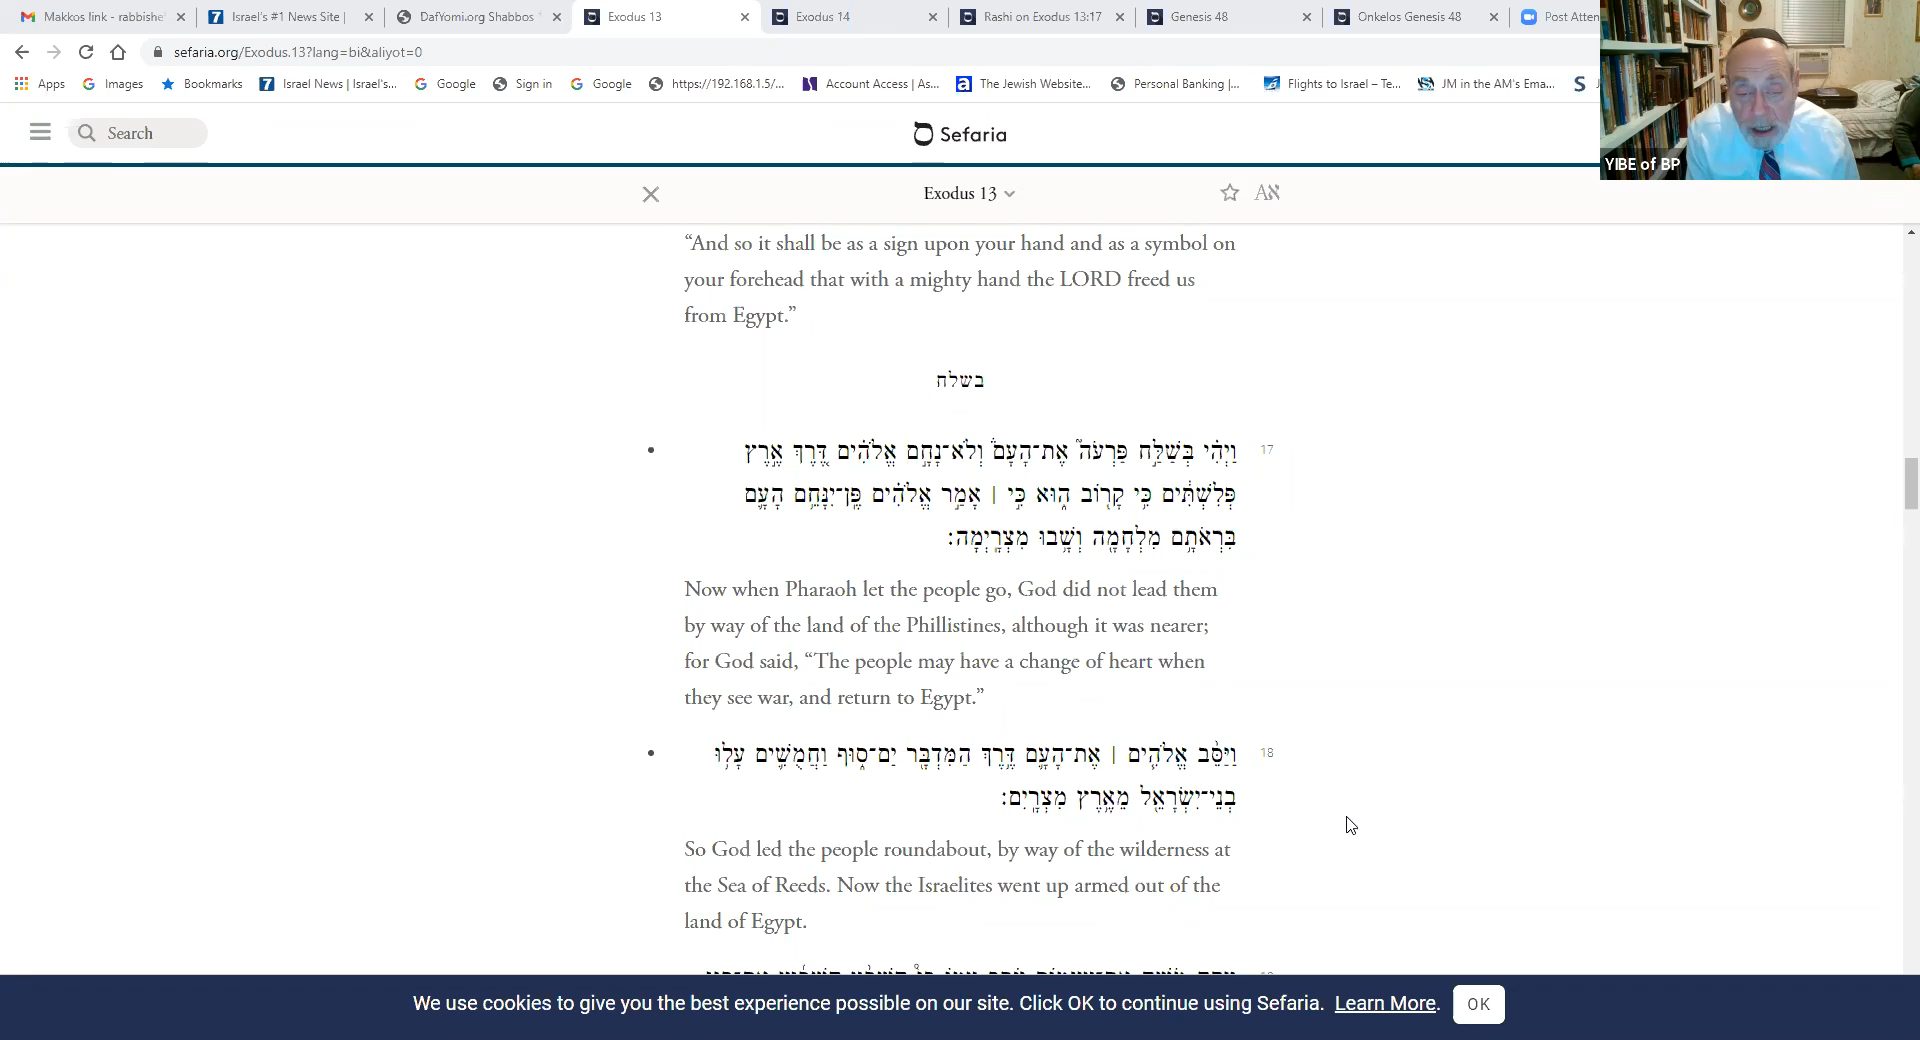 Makkos link - rabbishe
Israel's #1 News Site |
DafYomi.org Shabbos
Exodus 13
Exodus 14
Rashi on Exodus 13:17
Genesis 48
Onkelos Genesis 48
Post Atten
sefaria.org/Exodus.13?lang=bi&aliyot=0
Apps
Images
Bookmarks
Israel News | Israel's...
Google
Sign in
Google
https://192.168.1.5/...
Account Access | As...
The Jewish Website...
Personal Banking |...
Flights to Israel – Te...
JM in the AM's Ema...
YIBE of BP
Search
Sefaria
Exodus 13
Aא
“And so it shall be as a sign upon your hand and as a symbol on
your forehead that with a mighty hand the LORD freed us
from Egypt.”
בשלח
17
וַיְהִ֗י בְּשַׁלַּ֣ח פַּרְעֹה֮ אֶת־הָעָם֒ וְלֹא־נָחָ֣ם אֱלֹהִ֗ים דֶּ֚רֶךְ אֶ֣רֶץ
פְּלִשְׁתִּ֔ים כִּ֥י קָר֖וֹב ה֑וּא כִּ֣י ׀ אָמַ֣ר אֱלֹהִ֗ים פֶּֽן־יִנָּחֵ֥ם הָעָ֛ם
בִּרְאֹתָ֥ם מִלְחָמָ֖ה וְשָׁ֥בוּ מִצְרָֽיְמָה׃
Now when Pharaoh let the people go, God did not lead them
by way of the land of the Phillistines, although it was nearer;
for God said, “The people may have a change of heart when
they see war, and return to Egypt.”
18
וַיַּסֵּ֨ב אֱלֹהִ֧ים ׀ אֶת־הָעָ֛ם דֶּ֥רֶךְ הַמִּדְבָּ֖ר יַם־ס֑וּף וַחֲמֻשִׁ֛ים עָל֥וּ
בְנֵי־יִשְׂרָאֵ֖ל מֵאֶ֥רֶץ מִצְרָֽיִם׃
So God led the people roundabout, by way of the wilderness at
the Sea of Reeds. Now the Israelites went up armed out of the
land of Egypt.
We use cookies to give you the best experience possible on our site. Click OK to continue using Sefaria. Learn More. OK